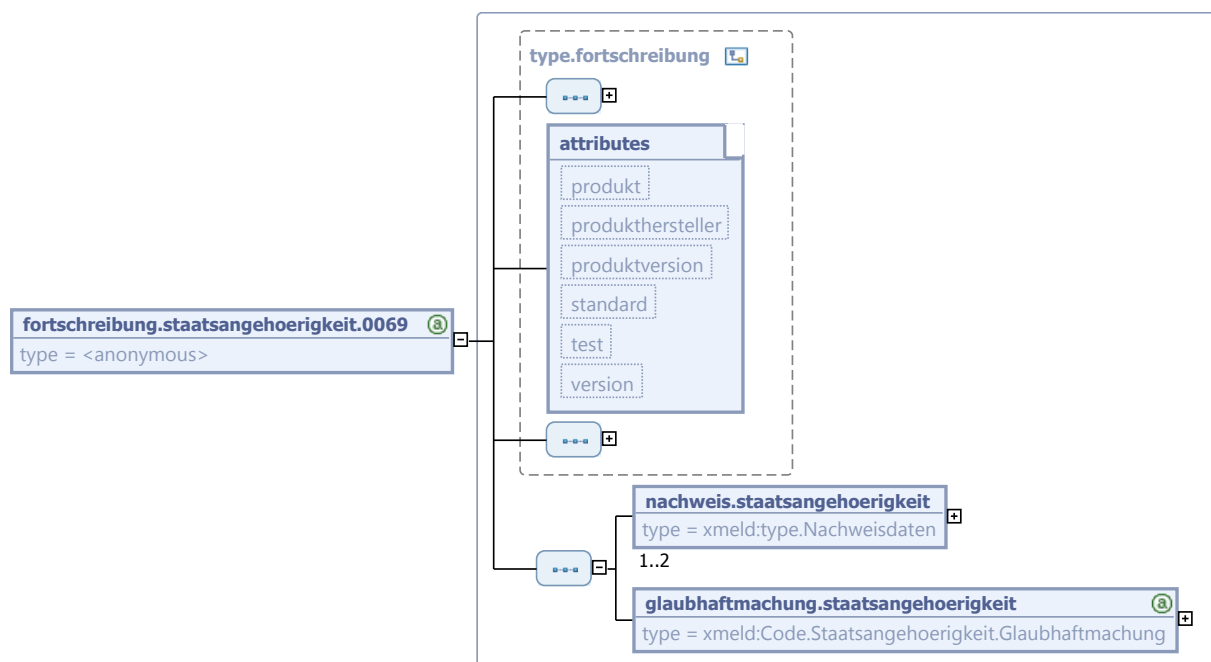 type.fortschreibung
attributes
produkt
produkthersteller
produktversion
standard
test
version
fortschreibung.staatsangehoerigkeit.0069 a
type = <anonymous>
nachweis.staatsangehoerigkeit
type = xmeld:type.Nachweisdaten
1..2
glaubhaftmachung.staatsangehoerigkeit a
type = xmeld:Code.Staatsangehoerigkeit.Glaubhaftmachung